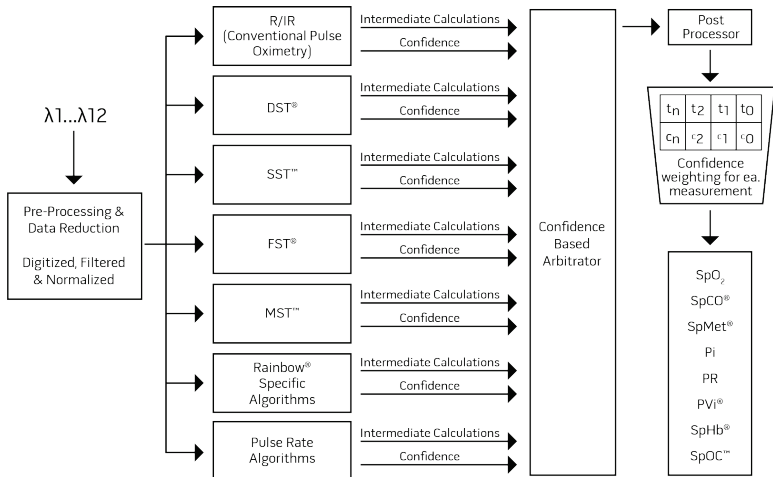 λ1...λ12
Pre-Processing &
Data Reduction
Digitized, Filtered
& Normalized
R/IR
(Conventional Pulse
Oximetry)
Intermediate Calculations
Confidence
DST®
Intermediate Calculations
Confidence
SST™
Intermediate Calculations
Confidence
FST®
Intermediate Calculations
Confidence
MST™
Intermediate Calculations
Confidence
Rainbow®
Specific
Algorithms
Intermediate Calculations
Confidence
Pulse Rate
Algorithms
Intermediate Calculations
Confidence
Confidence
Based
Arbitrator
Post
Processor
tn t2 t1 t0
cn c2 c1 c0
Confidence
weighting for ea.
measurement
SpO₂
SpCO®
SpMet®
Pi
PR
PVi®
SpHb®
SpOC™